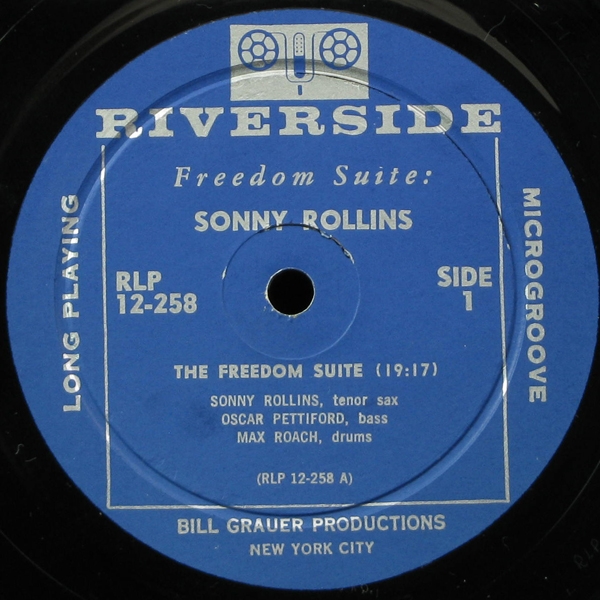 RIVERSIDE
Freedom Suite:
SONNY ROLLINS
LONG PLAYING
MICROGROOVE
RLP
12-258
SIDE
1
THE FREEDOM SUITE (19:17)
SONNY ROLLINS, tenor sax
OSCAR PETTIFORD, bass
MAX ROACH, drums
(RLP 12-258 A)
BILL GRAUER PRODUCTIONS
NEW YORK CITY